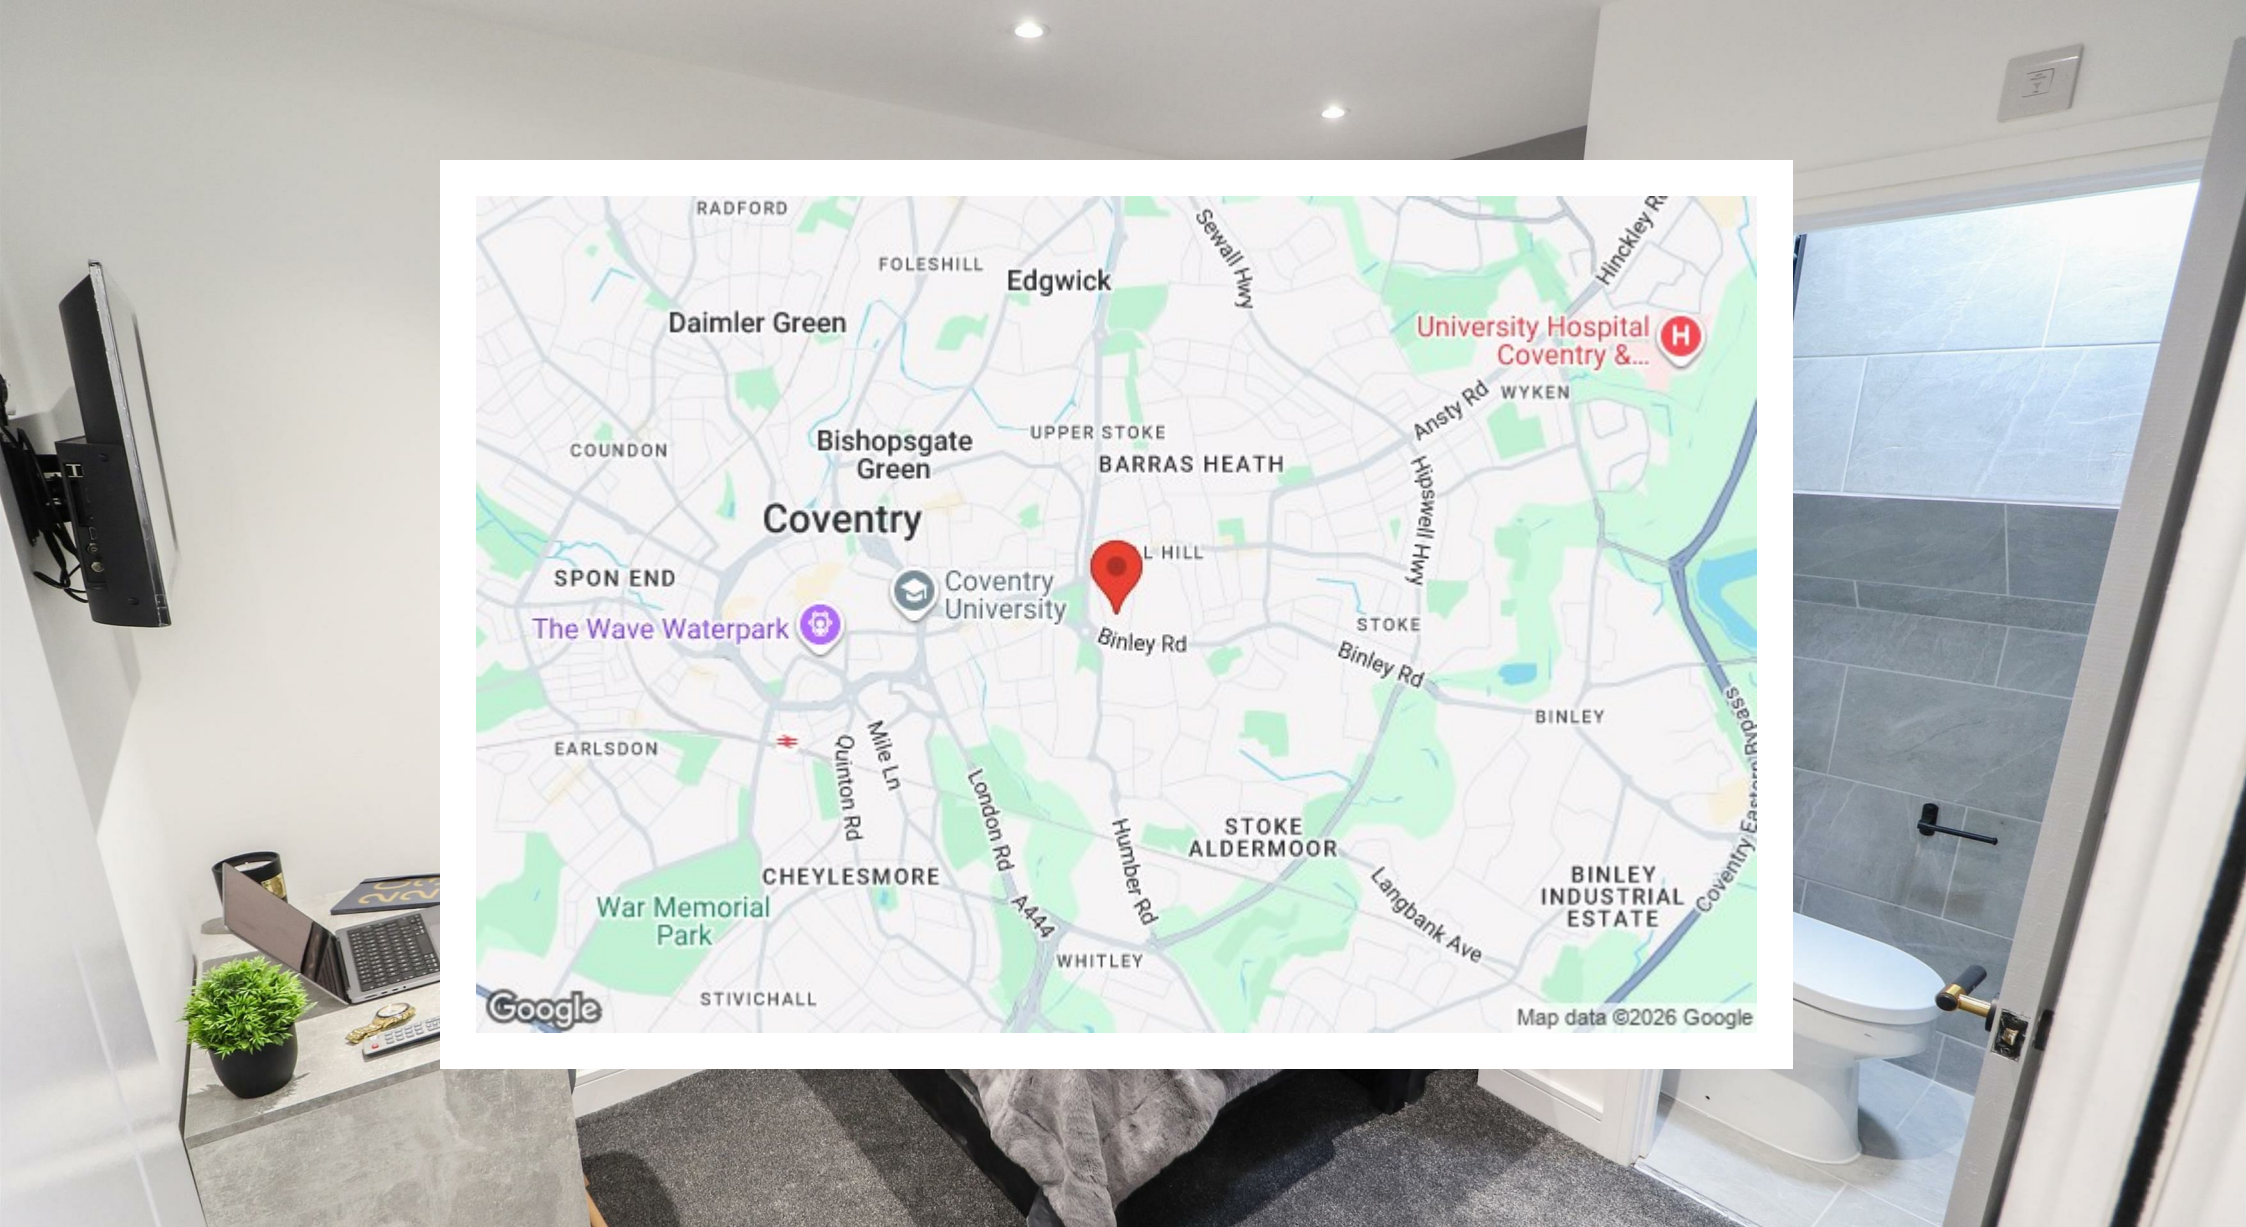 RADFORD
Sewall Hwy
Hinckley R
FOLESHILL
Edgwick
Daimler Green
University Hospital
Coventry &...
H
WYKEN
Ansty Rd
UPPER STOKE
Bishopsgate
Green
COUNDON
BARRAS HEATH
Hipswell Hwy
Coventry
L HILL
SPON END
Coventry
University
The Wave Waterpark
STOKE
Binley Rd
Binley Rd
BINLEY
EARLSDON
Mile Ln
Quinton Rd
London Rd
STOKE
ALDERMOOR
Humber Rd
CHEYLESMORE
Langbank Ave
BINLEY
INDUSTRIAL
ESTATE
Coventry Eastern Bypass
War Memorial
Park
A444
WHITLEY
STIVICHALL
Google
Map data ©2026 Google